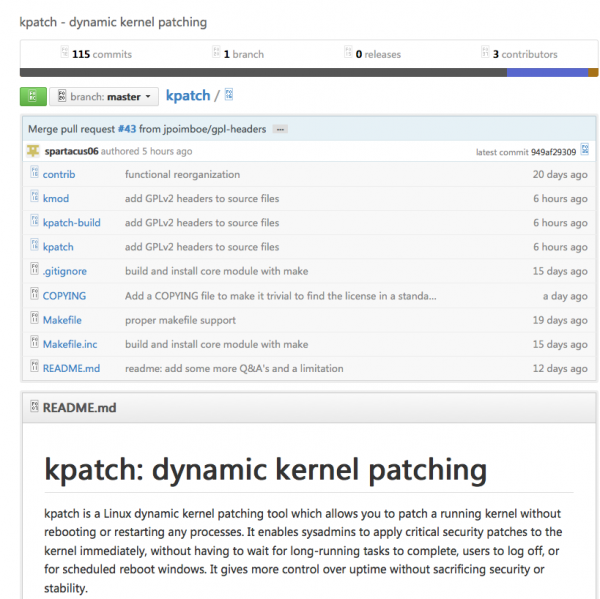 kpatch - dynamic kernel patching
115 commits 1 branch 0 releases 3 contributors
branch: master kpatch /
Merge pull request #43 from jpoimboe/gpl-headers ...
spartacus06 authored 5 hours ago latest commit 949af29309
contrib functional reorganization 20 days ago
kmod add GPLv2 headers to source files 6 hours ago
kpatch-build add GPLv2 headers to source files 6 hours ago
kpatch add GPLv2 headers to source files 6 hours ago
.gitignore build and install core module with make 15 days ago
COPYING Add a COPYING file to make it trivial to find the license in a standa... a day ago
Makefile proper makefile support 19 days ago
Makefile.inc build and install core module with make 15 days ago
README.md readme: add some more Q&A's and a limitation 12 days ago
README.md
kpatch: dynamic kernel patching
kpatch is a Linux dynamic kernel patching tool which allows you to patch a running kernel without
rebooting or restarting any processes. It enables sysadmins to apply critical security patches to the
kernel immediately, without having to wait for long-running tasks to complete, users to log off, or
for scheduled reboot windows. It gives more control over uptime without sacrificing security or
stability.